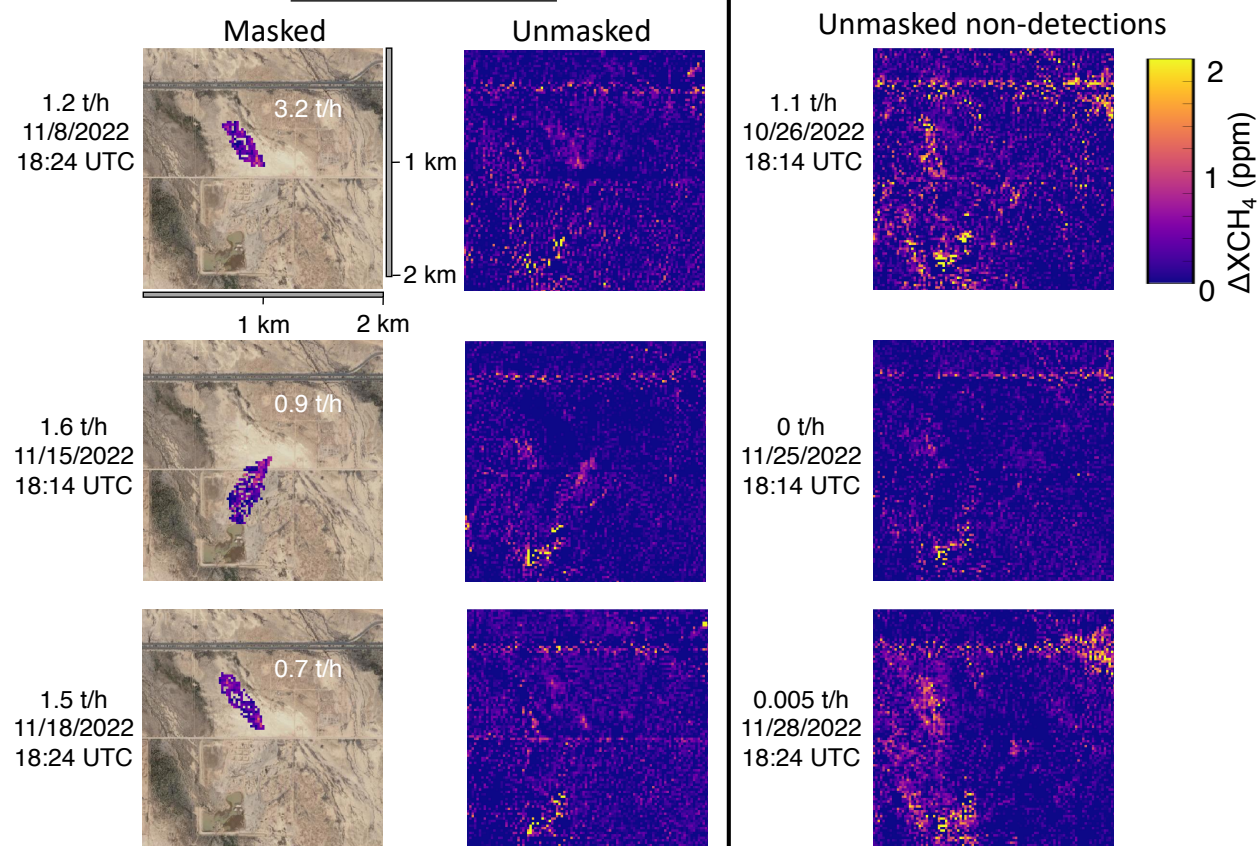 Masked
Unmasked
Unmasked non-detections
1.2 t/h
11/8/2022
18:24 UTC
3.2 t/h
1 km
2 km
1 km
2 km
1.1 t/h
10/26/2022
18:14 UTC
2
1
0
ΔXCH₄ (ppm)
1.6 t/h
11/15/2022
18:14 UTC
0.9 t/h
0 t/h
11/25/2022
18:14 UTC
1.5 t/h
11/18/2022
18:24 UTC
0.7 t/h
0.005 t/h
11/28/2022
18:24 UTC